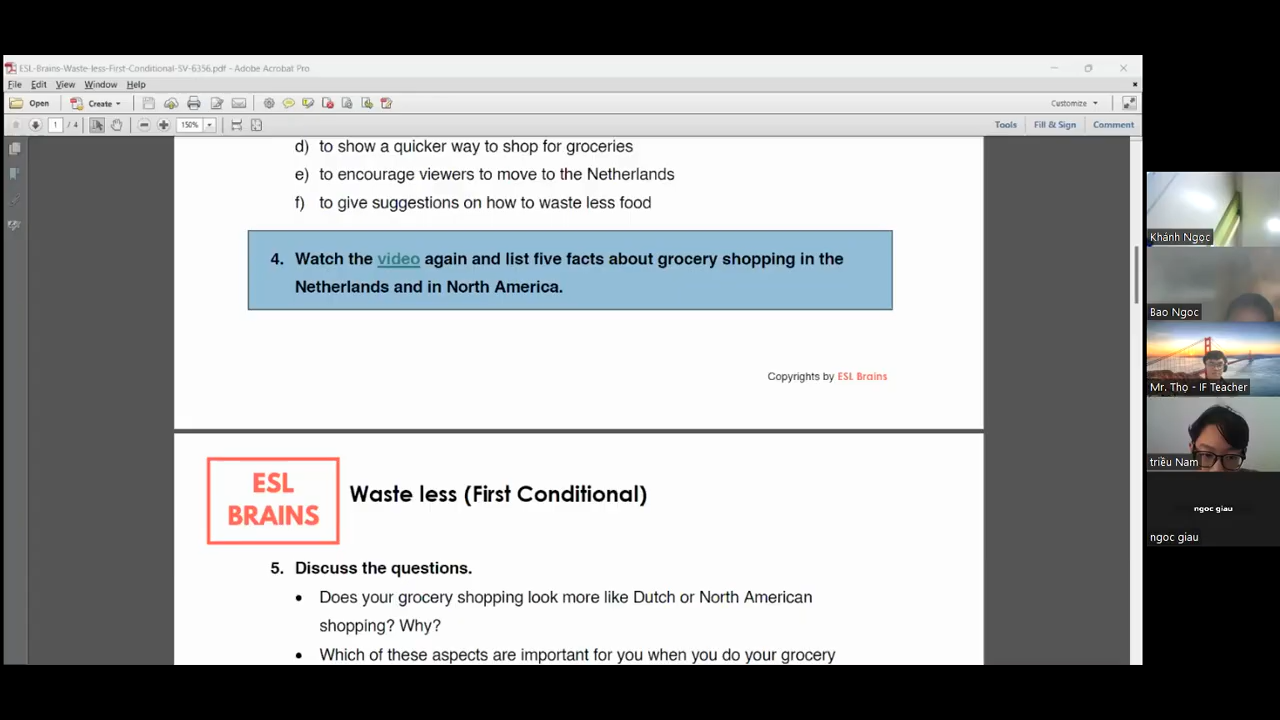 ESL-Brains-Waste-less-First-Conditional-SV-6356.pdf - Adobe Acrobat Pro
File Edit View Window Help
Open Create Customize
1 / 4 150% Tools Fill & Sign Comment
d) to show a quicker way to shop for groceries
e) to encourage viewers to move to the Netherlands
f) to give suggestions on how to waste less food
4. Watch the video again and list five facts about grocery shopping in the
Netherlands and in North America.
Copyrights by ESL Brains
ESL
BRAINS
Waste less (First Conditional)
5. Discuss the questions.
• Does your grocery shopping look more like Dutch or North American
shopping? Why?
• Which of these aspects are important for you when you do your grocery
Khánh Ngọc
Bao Ngoc
Mr. Thọ - IF Teacher
triều Nam
ngoc giau
ngoc giau